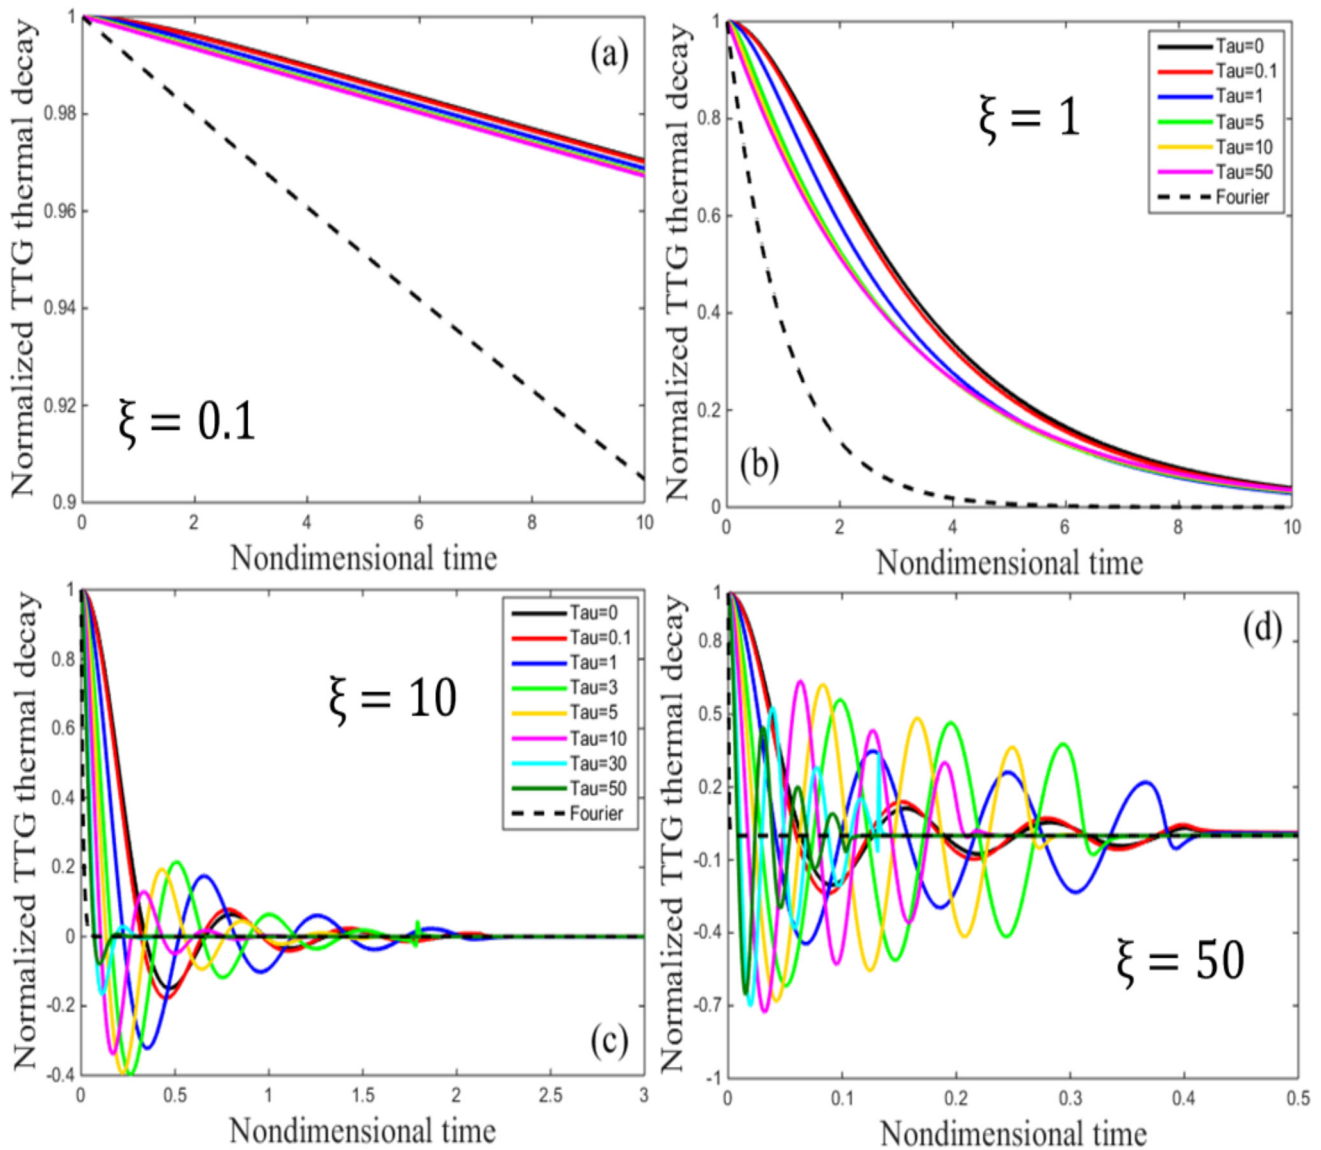 Normalized TTG thermal dccay
1
0.98
0.96
0.94
0.92
0.9
(a)
ξ = 0.1
0 2 4 6 8 10
Nondimensional time
Normalized TTG thermal dccay
1
0.8
0.6
0.4
0.2
0
Tau=0
Tau=0.1
Tau=1
Tau=5
Tau=10
Tau=50
Fourier
ξ = 1
(b)
0 2 4 6 8 10
Nondimensional time
Normalized TTG thermal dccay
1
0.8
0.6
0.4
0.2
0
-0.2
-0.4
Tau=0
Tau=0.1
Tau=1
Tau=3
Tau=5
Tau=10
Tau=30
Tau=50
Fourier
ξ = 10
(c)
0 0.5 1 1.5 2 2.5 3
Nondimensional time
Normalized TTG thermal dccay
1
0.8
0.5
0.2
-0.1
-0.4
-0.7
-1
(d)
ξ = 50
0 0.1 0.2 0.3 0.4 0.5
Nondimensional time